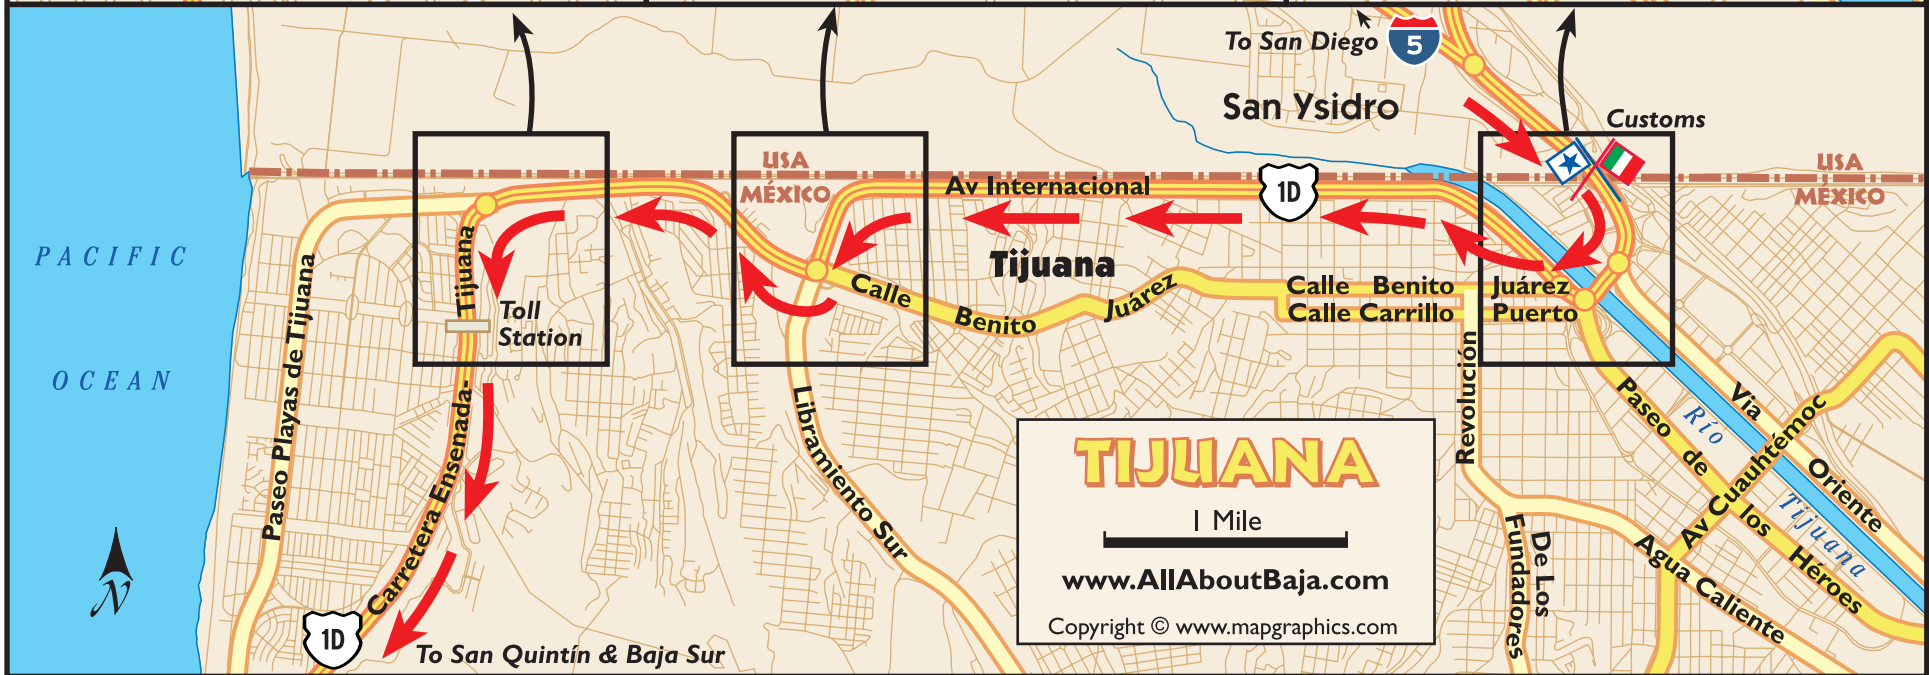 To San Diego
5
San Ysidro
Customs
USA
MÉXICO
USA
MÉXICO
Av Internacional
1D
PACIFIC
OCEAN
Tijuana
Calle Benito Juárez
Calle Benito Juárez
Calle Carrillo Puerto
Toll
Station
Carretera Ensenada-Tijuana
Paseo Playas de Tijuana
Libramiento Sur
Revolución
Paseo de los Héroes
Río Tijuana
Via Oriente
Av Cuauhtémoc
Agua Caliente
De Los
Fundadores
TIJUANA
1 Mile
www.AllAboutBaja.com
Copyright © www.mapgraphics.com
N
1D
To San Quintín & Baja Sur